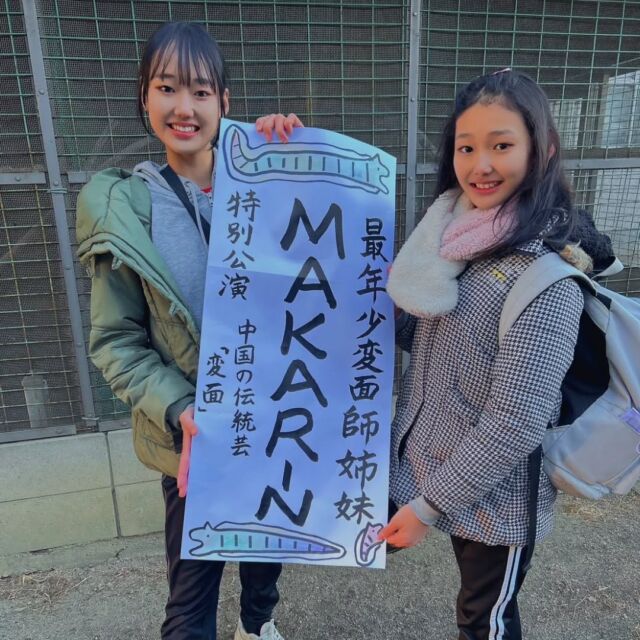 最年少変面師姉妹
MAKARIN
特別公演
中国の伝統芸
「変面」